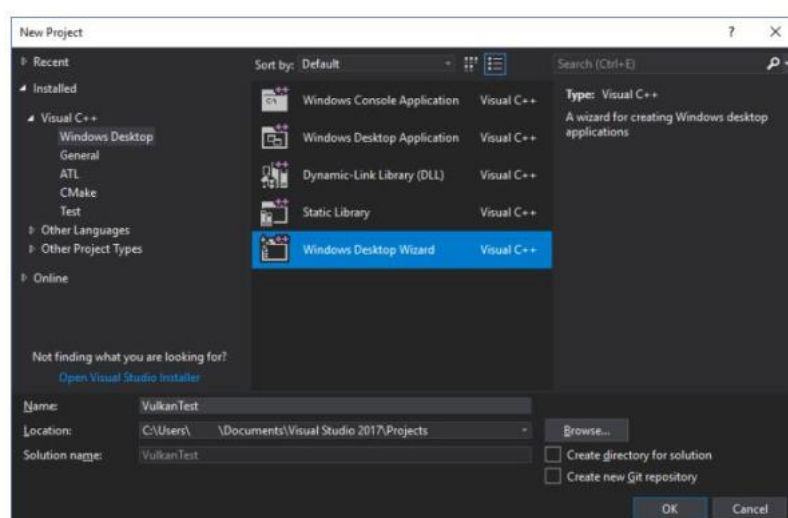 New Project
? ×
Recent
Installed
Visual C++
Windows Desktop
General
ATL
CMake
Test
Other Languages
Other Project Types
Online
Not finding what you are looking for?
Open Visual Studio Installer
Sort by: Default
Search (Ctrl+E)
Windows Console Application Visual C++
Windows Desktop Application Visual C++
Dynamic-Link Library (DLL) Visual C++
Static Library Visual C++
Windows Desktop Wizard Visual C++
Type: Visual C++
A wizard for creating Windows desktop
applications
Name: VulkanTest
Location: C:\Users\ \Documents\Visual Studio 2017\Projects
Browse...
Solution name: VulkanTest
Create directory for solution
Create new Git repository
OK Cancel